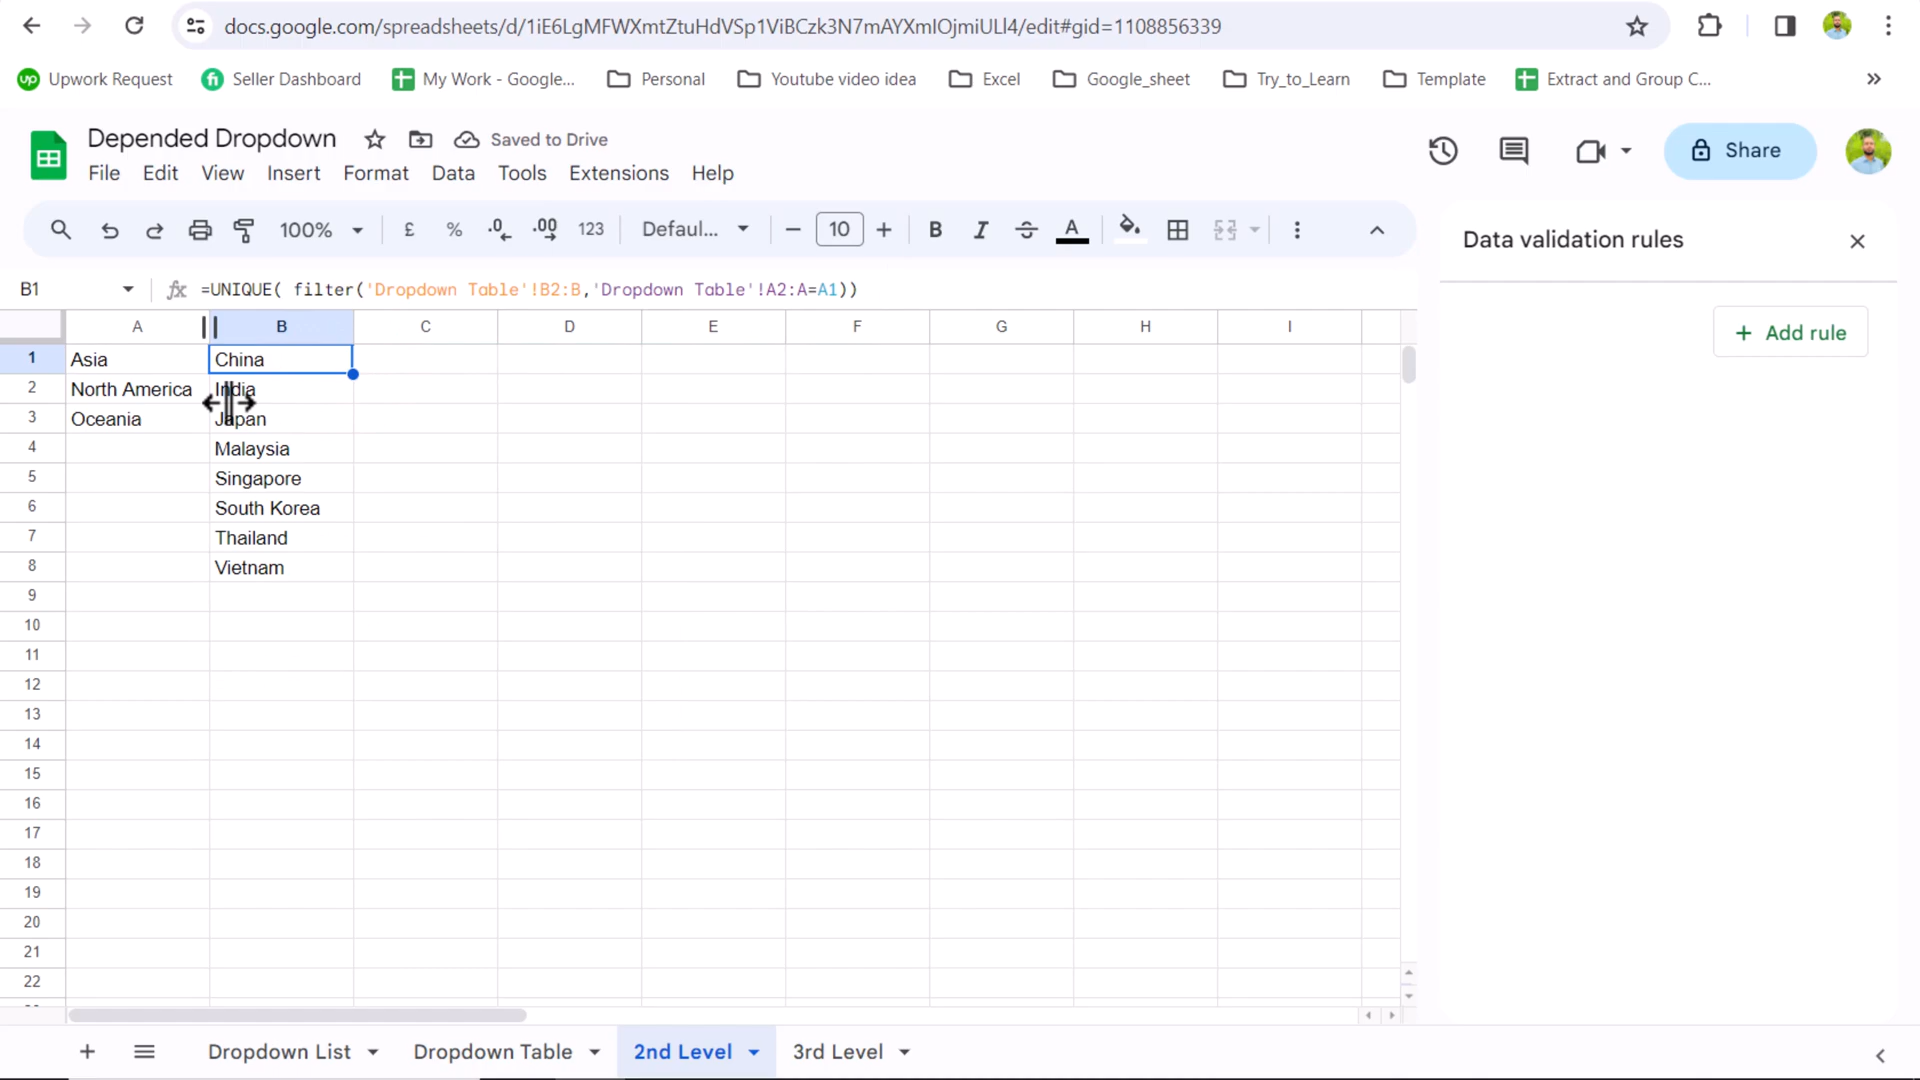 docs.google.com/spreadsheets/d/1iE6LgMFWXmtZtuHdVSp1ViBCzk3N7mAYXmIOjmiULl4/edit#gid=1108856339
Upwork Request Seller Dashboard My Work - Google... Personal Youtube video idea Excel Google_sheet Try_to_Learn Template Extract and Group C...
Depended Dropdown Saved to Drive
File Edit View Insert Format Data Tools Extensions Help
Share
100% £ % .0 .00 123 Defaul... 10 B I A
Data validation rules
B1 fx =UNIQUE( filter('Dropdown Table'!B2:B,'Dropdown Table'!A2:A=A1))
Add rule
A B C D E F G H I
1 Asia China
2 North America India
3 Oceania Japan
4 Malaysia
5 Singapore
6 South Korea
7 Thailand
8 Vietnam
9
10
11
12
13
14
15
16
17
18
19
20
21
22
Dropdown List Dropdown Table 2nd Level 3rd Level